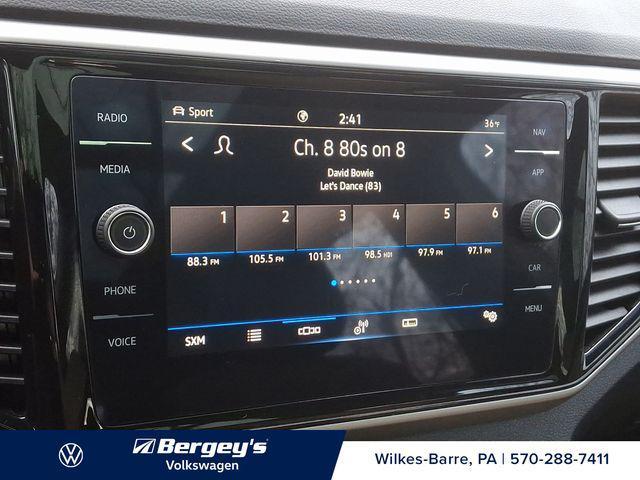 RADIO
MEDIA
PHONE
VOICE
Sport 2:41 36°F
< Ch. 8 80s on 8 >
David Bowie
Let's Dance (83)
1 2 3 4 5 6
88.3 FM 105.5 FM 101.3 FM 98.5 HD1 97.9 FM 97.1 FM
SXM
NAV
APP
CAR
MENU
Bergey's
Volkswagen
Wilkes-Barre, PA | 570-288-7411